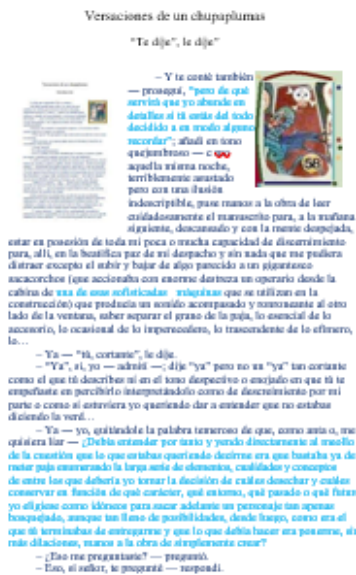 Versaciones de un chupaplumas
"Te dije", le dije"
– Y te conté también
— proseguí, "pero de qué
serviría que yo abunde en
detalles si tú estás del todo
decidido a en modo alguno
recordar"; añadí en tono
quejumbroso — c
aquella misma noche,
terriblemente asustado
pero con una ilusión
indescriptible, puse manos a la obra de leer
cuidadosamente el manuscrito para, a la mañana
siguiente, descansado y con la mente despejada,
estar en posesión de toda mi poca o mucha capacidad de discernimiento
para, allí, en la beatífica paz de mi despacho y sin nada que me pudiera
distraer excepto el subir y bajar de algo parecido a un gigantesco
sacacorchos (que accionaba con enorme destreza un operario desde la
cabina de una de esas sofisticadas máquinas que se utilizan en la
construcción) que producía un sonido acompasado y ronroneante al otro
lado de la ventana, saber separar el grano de la paja, lo esencial de lo
accesorio, lo ocasional de lo imperecedero, lo trascendente de lo efímero,
lo…
– Ya — "tú, cortante", le dije.
– "Ya", sí, yo — admití —; dije "ya" pero no un "ya" tan cortante
como el que tú describes ni en el tono despectivo o enojado en que tú te
empeñaste en percibirlo interpretándolo como de descreimiento por mi
parte o como si estuviera yo queriendo dar a entender que no estabas
diciendo la verd…
– Ya — yo, quitándole la palabra temeroso de que, como anta o, me
quisiera liar — ¿Debía entender por tanto y yendo directamente al meollo
de la cuestión que lo que estabas queriendo decirme era que bastaba ya de
meter paja enumerando la larga serie de elementos, cualidades y conceptos
de entre los que debería yo tomar la decisión de cuáles desechar y cuáles
conservar en función de qué carácter, qué entorno, qué pasado o qué futuro
yo eligiese como idóneos para sacar adelante un personaje tan apenas
bosquejado, aunque tan lleno de posibilidades, desde luego, como era el
que tú terminabas de entregarme y que lo que debía hacer era ponerme, sin
más dilaciones, manos a la obra de simplemente crear?
– ¿Eso me preguntaste? — preguntó.
– Eso, sí señor, te pregunté — respondí.
58